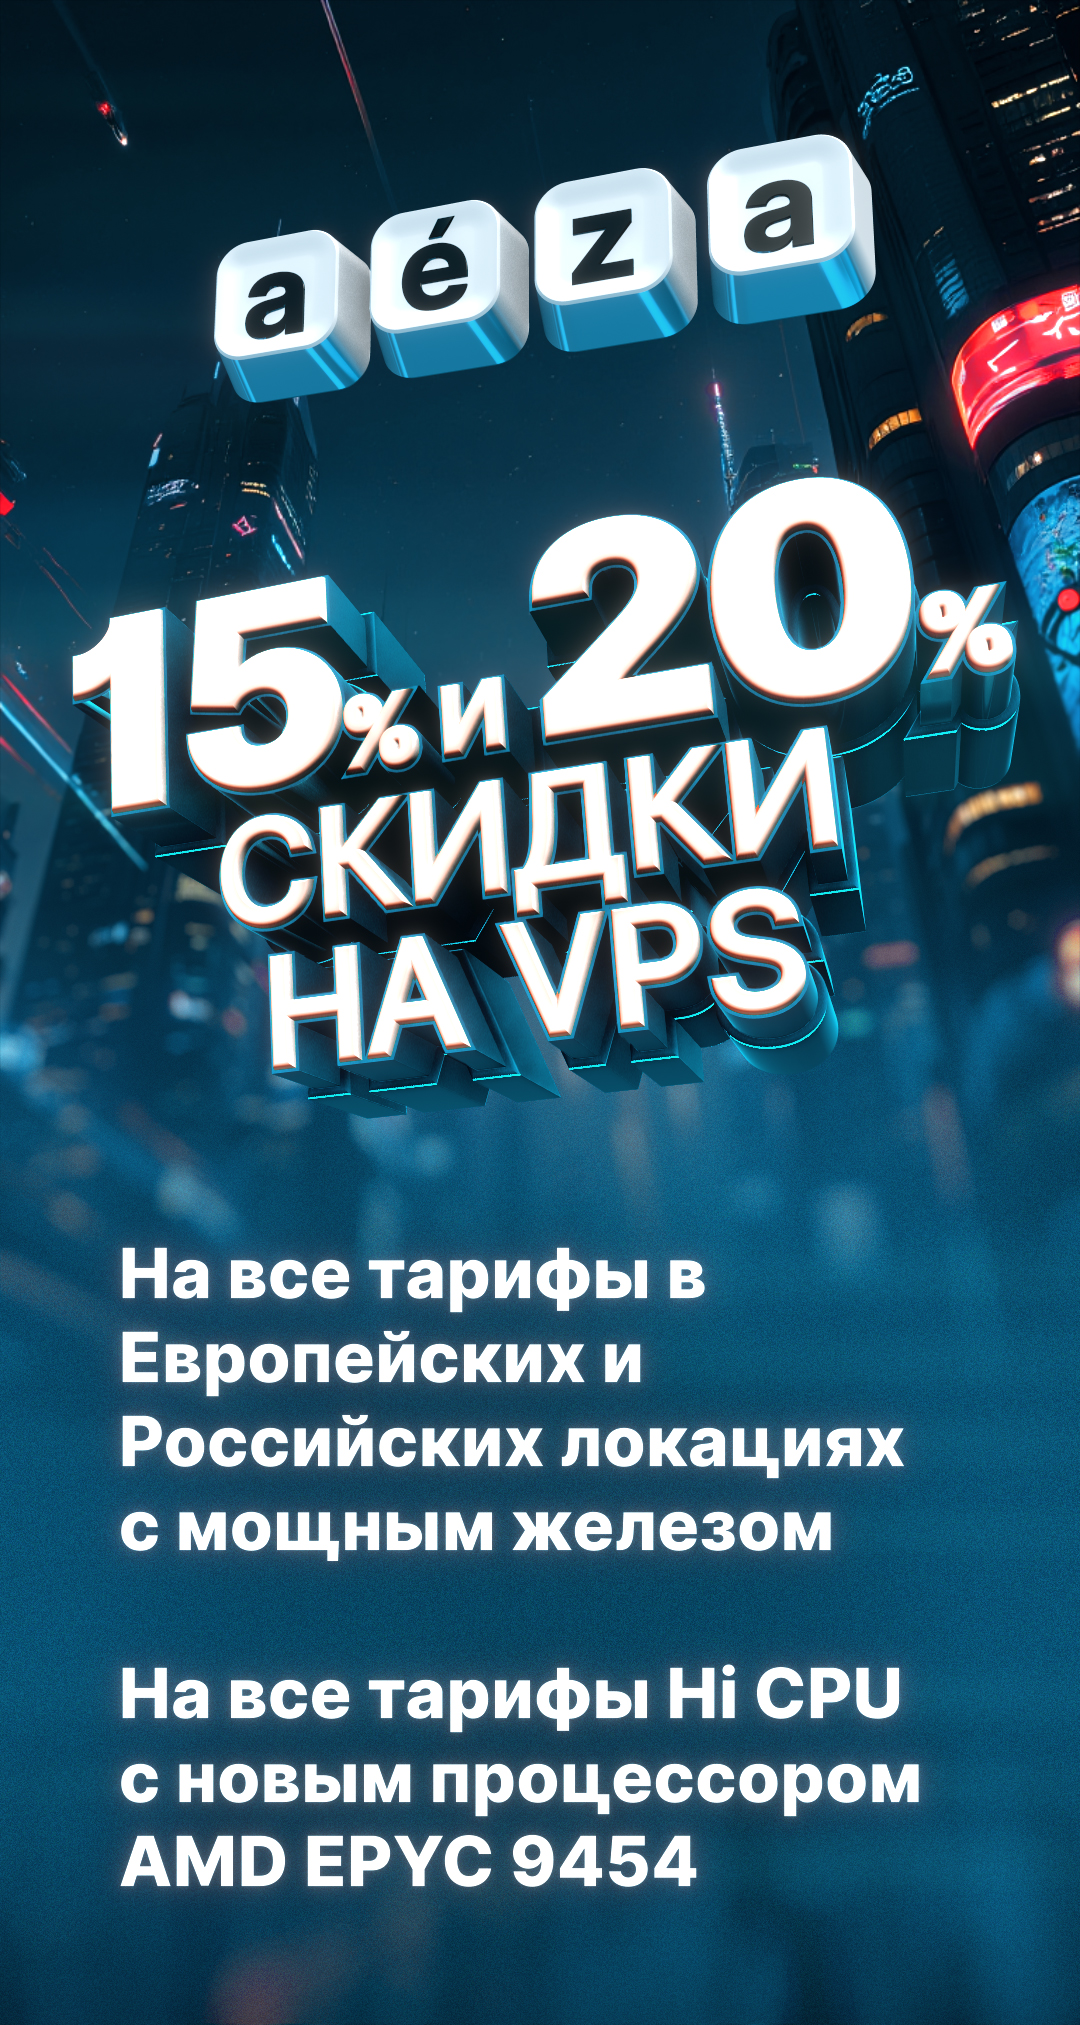 aéza
15% и 20%
СКИДКИ
НА VPS
На все тарифы в
Европейских и
Российских локациях
с мощным железом
На все тарифы Hi CPU
с новым процессором
AMD EPYC 9454